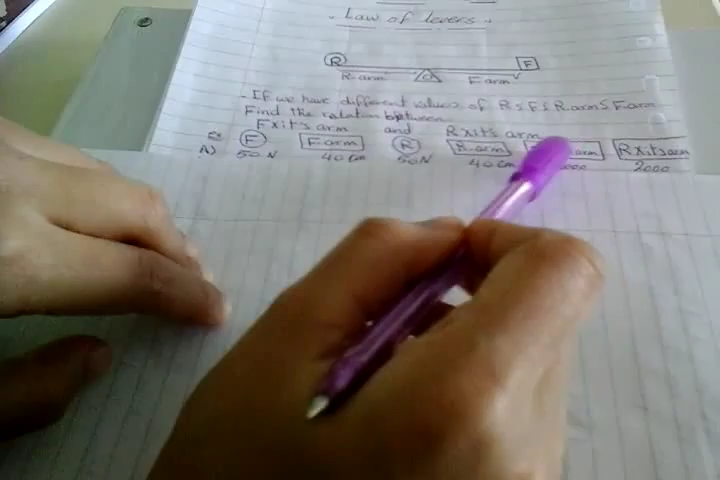 Law of levers
R F
R arm F arm
- If we have different values of R & F & R arm & F arm
Find the relation between
F x it's arm and R x it's arm
F F arm R R arm arm R x it's arm
A) 50 N 40 cm 50 N 40 cm 2000